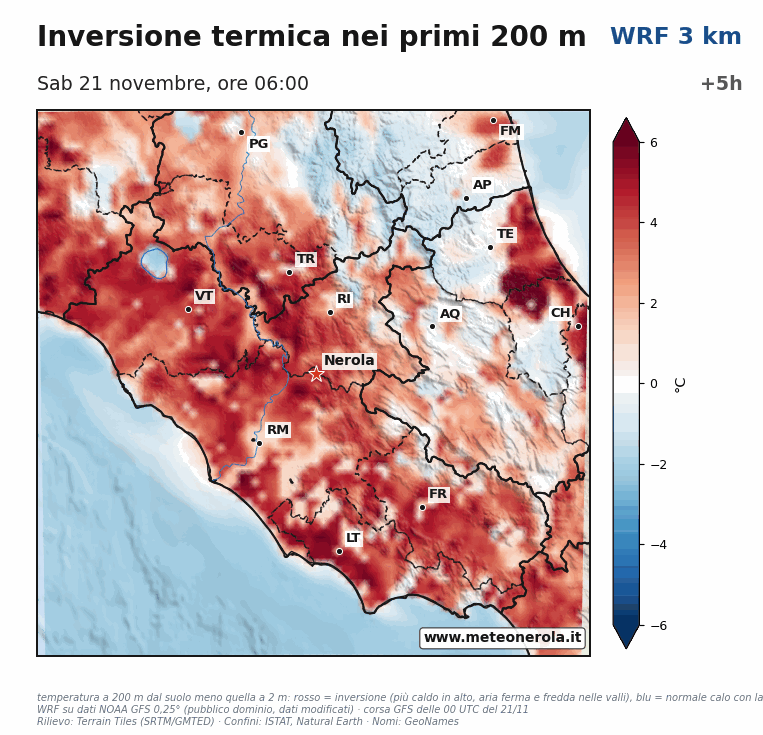 Inversione termica nei primi 200 m WRF 3 km
Sab 21 novembre, ore 06:00 +5h
FM
PG
AP
TE
TR
VT
RI
AQ
CH
Nerola
RM
FR
LT
www.meteonerola.it
6
4
2
0
−2
−4
−6
°C
temperatura a 200 m dal suolo meno quella a 2 m: rosso = inversione (più caldo in alto, aria ferma e fredda nelle valli), blu = normale calo con la
WRF su dati NOAA GFS 0,25° (pubblico dominio, dati modificati) · corsa GFS delle 00 UTC del 21/11
Rilievo: Terrain Tiles (SRTM/GMTED) · Confini: ISTAT, Natural Earth · Nomi: GeoNames